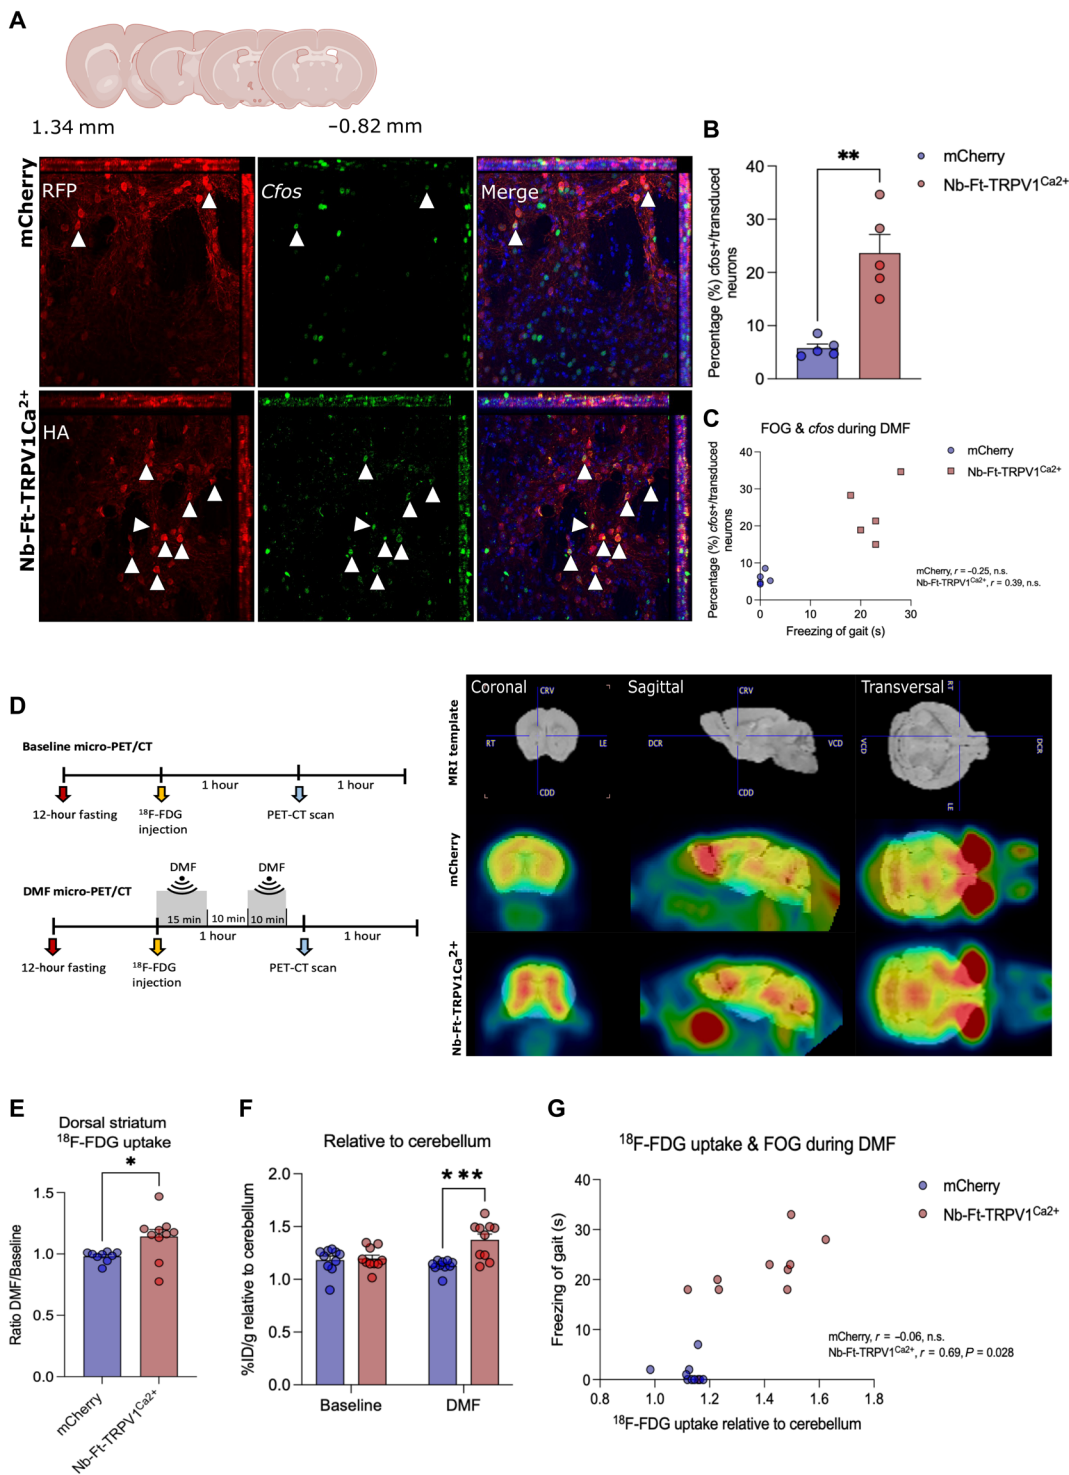 A
1.34 mm
−0.82 mm
mCherry
RFP
Cfos
Merge
Nb-Ft-TRPV1Ca2+
HA
B
mCherry
Nb-Ft-TRPV1Ca2+
**
Percentage (%) cfos+/transduced
neurons
40
30
20
10
0
C
FOG & cfos during DMF
mCherry
Nb-Ft-TRPV1Ca2+
Percentage (%) cfos+/transduced
neurons
40
30
20
10
0
0
10
20
30
Freezing of gait (s)
mCherry, r = −0.25, n.s.
Nb-Ft-TRPV1Ca2+, r = 0.39, n.s.
D
Baseline micro-PET/CT
1 hour
1 hour
12-hour fasting
18F-FDG
injection
PET-CT scan
DMF
DMF
DMF micro-PET/CT
15 min
10 min
10 min
1 hour
1 hour
12-hour fasting
18F-FDG
injection
PET-CT scan
Coronal
Sagittal
Transversal
MRI template
CRV
RT
LE
CDD
CRV
DCR
VCD
CDD
RT
VCD
DCR
LE
mCherry
Nb-Ft-TRPV1Ca2+
E
Dorsal striatum
18F-FDG uptake
*
Ratio DMF/Baseline
1.5
1.0
0.5
0.0
mCherry
Nb-Ft-TRPV1Ca2+
F
Relative to cerebellum
***
%ID/g relative to cerebellum
2.0
1.5
1.0
0.5
0.0
Baseline
DMF
G
18F-FDG uptake & FOG during DMF
mCherry
Nb-Ft-TRPV1Ca2+
Freezing of gait (s)
40
30
20
10
0
mCherry, r = −0.06, n.s.
Nb-Ft-TRPV1Ca2+, r = 0.69, P = 0.028
0.8
1.0
1.2
1.4
1.6
1.8
18F-FDG uptake relative to cerebellum